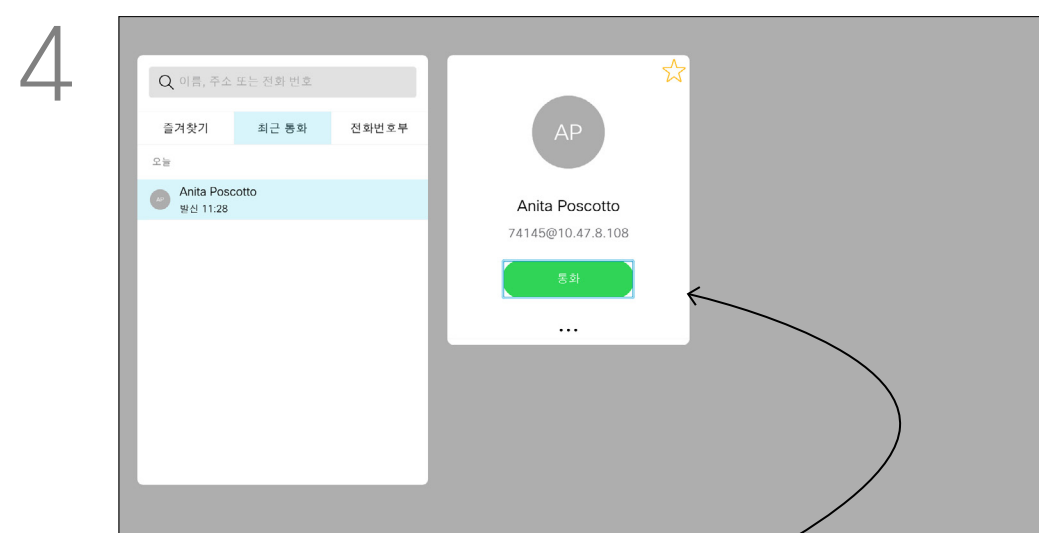 4
이름, 주소 또는 전화 번호
즐겨찾기 최근 통화 전화번호부
오늘
AP Anita Poscotto
발신 11:28
AP
Anita Poscotto
74145@10.47.8.108
통화
...